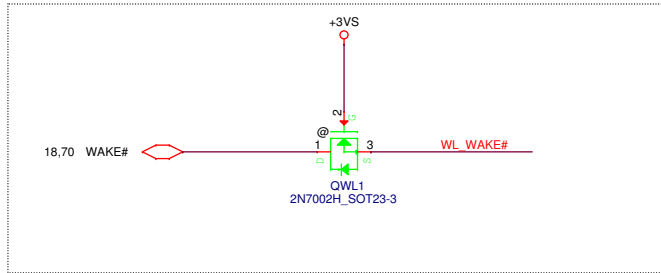 +3VS
2
G
@
1
3
18,70 WAKE#
WL_WAKE#
D
S
QWL1
2N7002H_SOT23-3